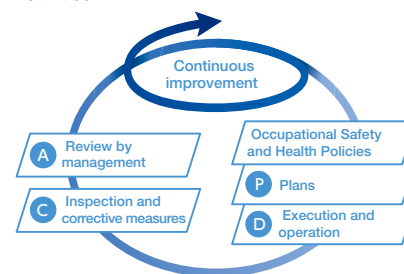 Continuous
improvement
Occupational Safety
and Health Policies
P Plans
D Execution and
operation
C Inspection and
corrective measures
A Review by
management